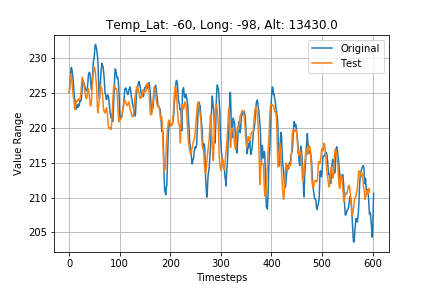 Temp_Lat: -60, Long: -98, Alt: 13430.0
Original
Test
Value Range
230
225
220
215
210
205
0 100 200 300 400 500 600
Timesteps